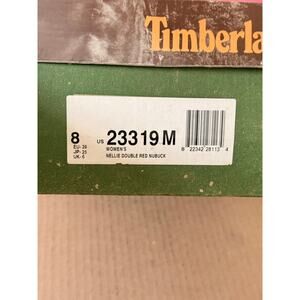 Timberla
8 US 23319 M
EU- 39 WOMEN'S
JP- 25 NELLIE DOUBLE RED NUBUCK
UK- 6
8 22342 28113 4